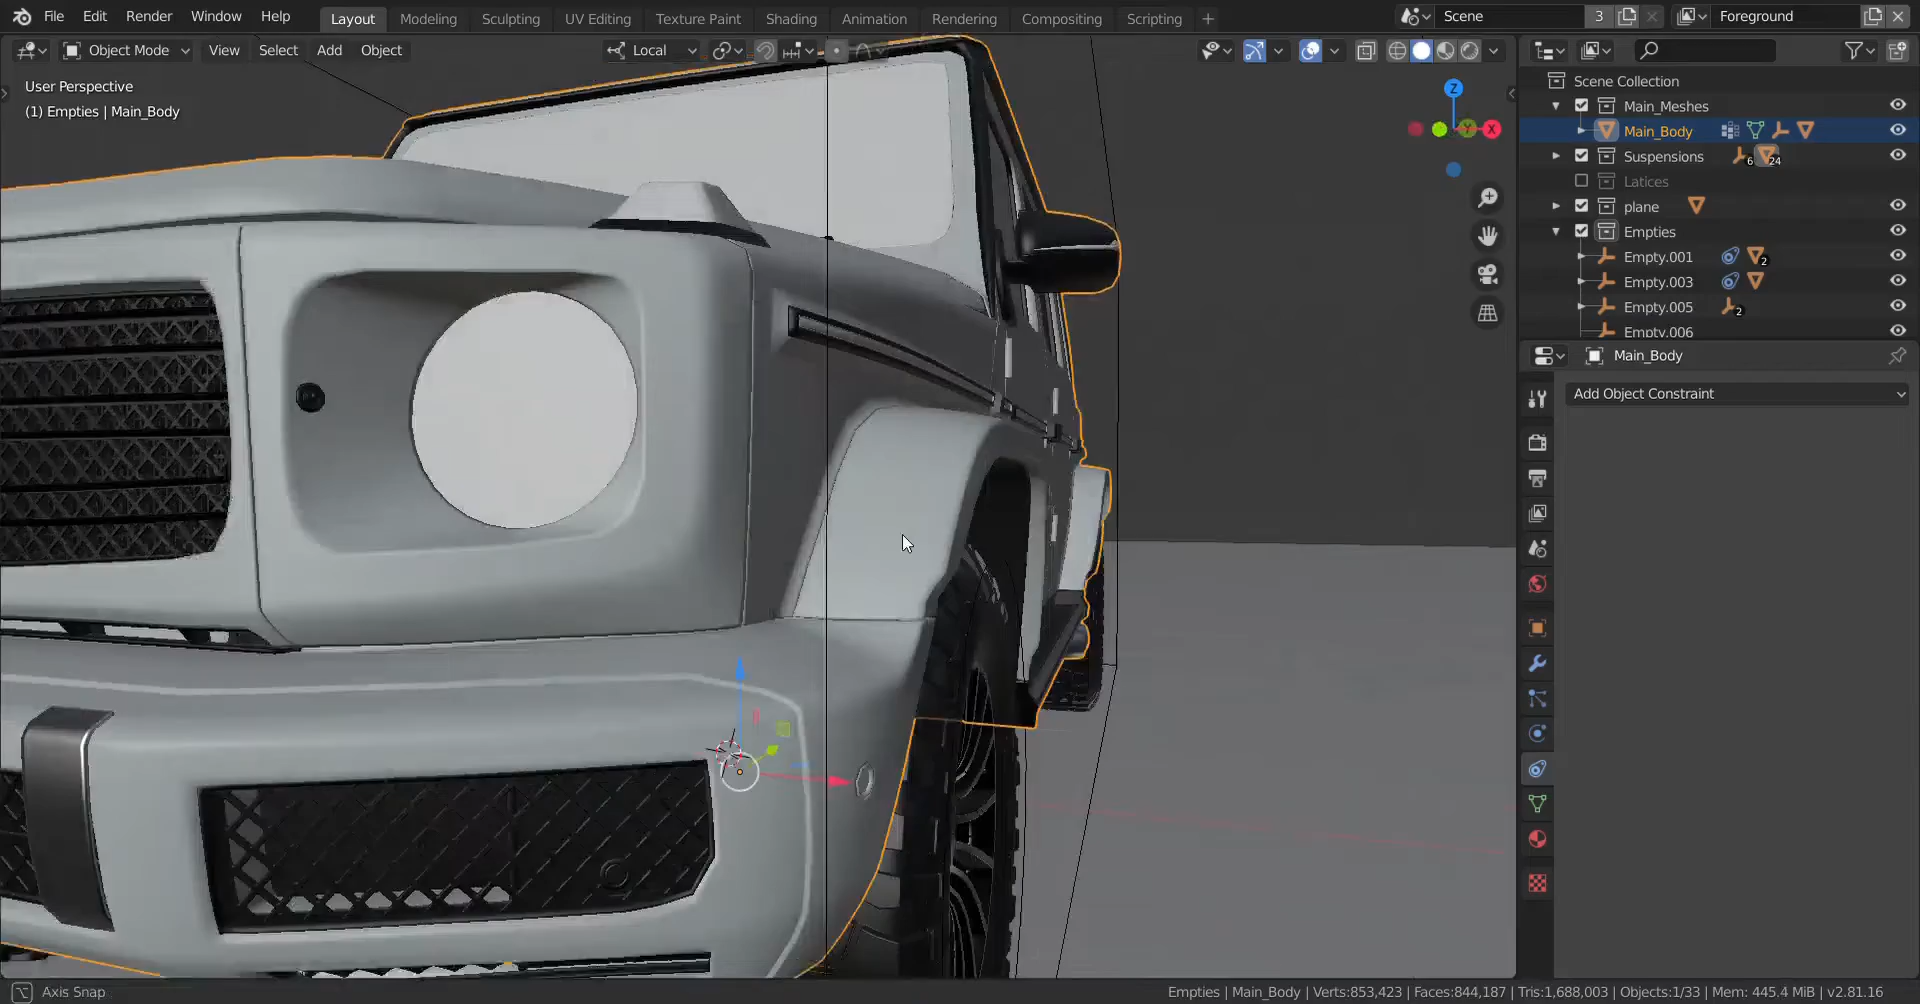 File Edit Render Window Help Layout Modeling Sculpting UV Editing Texture Paint Shading Animation Rendering Compositing Scripting + Scene 3 Foreground
Object Mode View Select Add Object Local
User Perspective
(1) Empties | Main_Body
Z
Y X
Scene Collection
Main_Meshes
Main_Body
Suspensions 6 24
Latices
plane
Empties
Empty.001 2
Empty.003
Empty.005 2
Empty.006
Main_Body
Add Object Constraint
Axis Snap
Empties | Main_Body | Verts:853,423 | Faces:844,187 | Tris:1,688,003 | Objects:1/33 | Mem: 445.4 MiB | v2.81.16